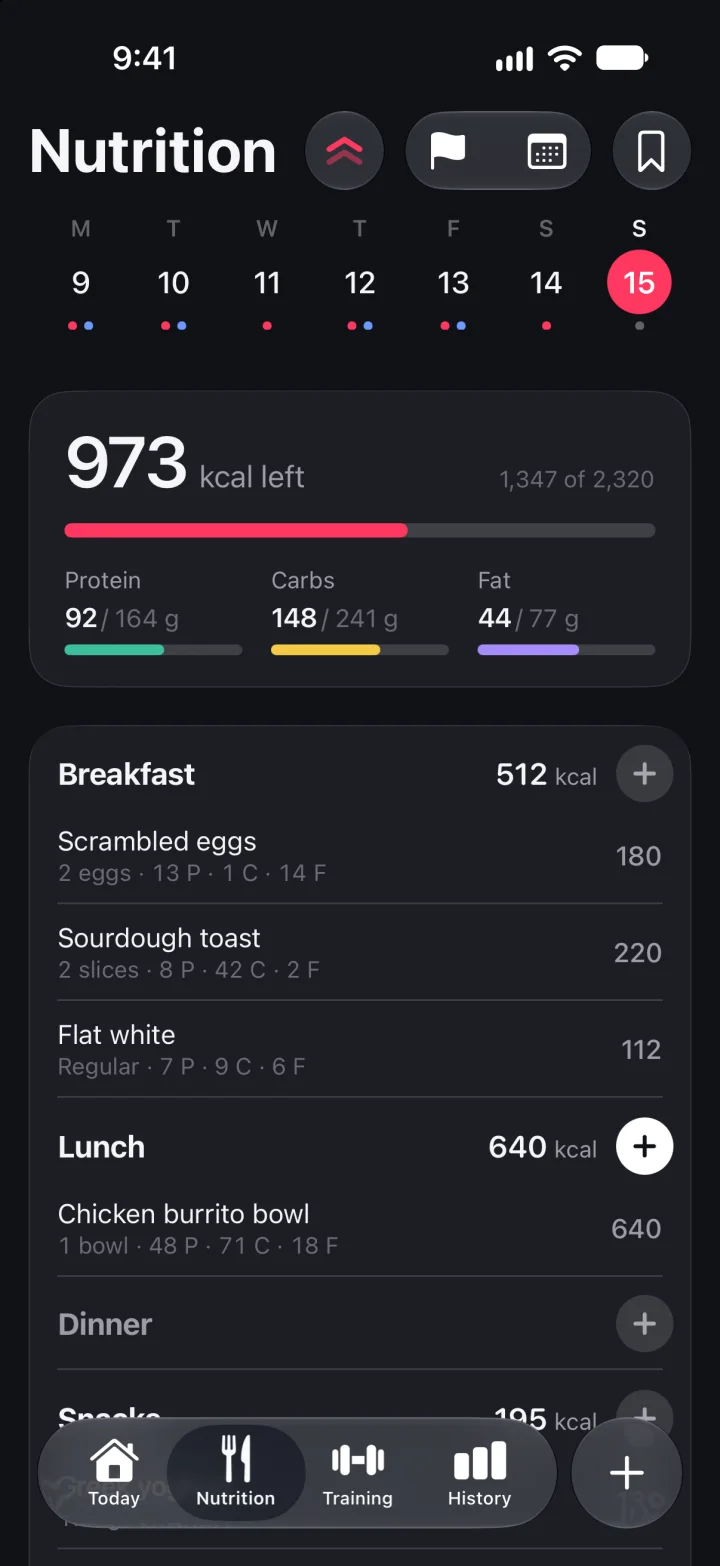 9:41
Nutrition
M T W T F S S
9 10 11 12 13 14 15
973 kcal left 1,347 of 2,320
Protein Carbs Fat
92 / 164 g 148 / 241 g 44 / 77 g
Breakfast 512 kcal
Scrambled eggs 180
2 eggs · 13 P · 1 C · 14 F
Sourdough toast 220
2 slices · 8 P · 42 C · 2 F
Flat white 112
Regular · 7 P · 9 C · 6 F
Lunch 640 kcal
Chicken burrito bowl 640
1 bowl · 48 P · 71 C · 18 F
Dinner
Snacks 195 kcal
Today Nutrition Training History